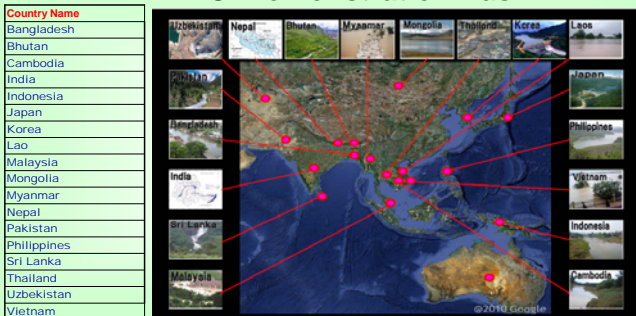 Country Name
Bangladesh
Bhutan
Cambodia
India
Indonesia
Japan
Korea
Lao
Malaysia
Mongolia
Myanmar
Nepal
Pakistan
Philippines
Sri Lanka
Thailand
Uzbekistan
Vietnam
Uzbekistan
Nepal
Bhutan
Myanmar
Mongolia
Thailand
Korea
Laos
Pakistan
Japan
Bangladesh
Philippines
India
Vietnam
Sri Lanka
Indonesia
Malaysia
Cambodia
©2010 Google